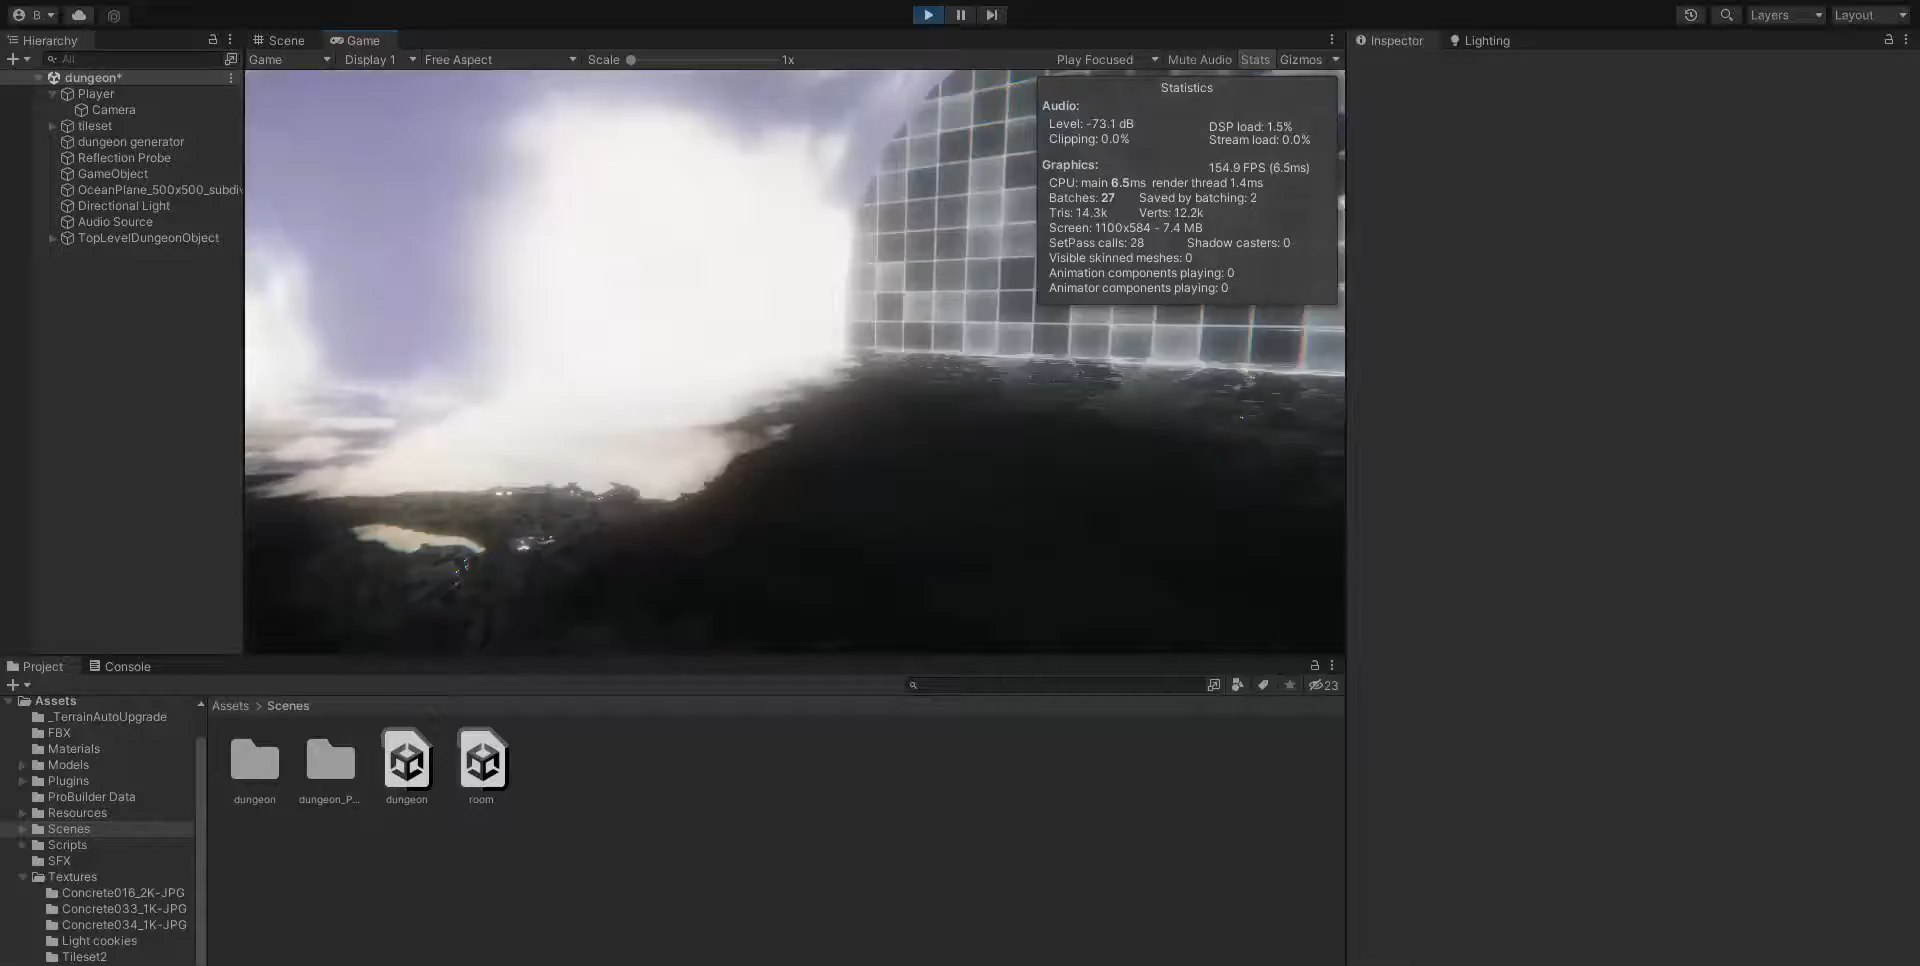 B
Layers
Layout
Hierarchy
Scene
Game
Inspector
Lighting
All
Game
Display 1
Free Aspect
Scale
1x
Play Focused
Mute Audio
Stats
Gizmos
dungeon*
Player
Camera
tileset
dungeon generator
Reflection Probe
GameObject
OceanPlane_500x500_subdiv
Directional Light
Audio Source
TopLevelDungeonObject
Statistics
Audio:
Level: -73.1 dB
DSP load: 1.5%
Clipping: 0.0%
Stream load: 0.0%
Graphics:
154.9 FPS (6.5ms)
CPU: main 6.5ms render thread 1.4ms
Batches: 27 Saved by batching: 2
Tris: 14.3k Verts: 12.2k
Screen: 1100x584 - 7.4 MB
SetPass calls: 28 Shadow casters: 0
Visible skinned meshes: 0
Animation components playing: 0
Animator components playing: 0
Project
Console
23
Assets
_TerrainAutoUpgrade
FBX
Materials
Models
Plugins
ProBuilder Data
Resources
Scenes
Scripts
SFX
Textures
Concrete016_2K-JPG
Concrete033_1K-JPG
Concrete034_1K-JPG
Light cookies
Tileset2
Assets > Scenes
dungeon
dungeon_P...
dungeon
room